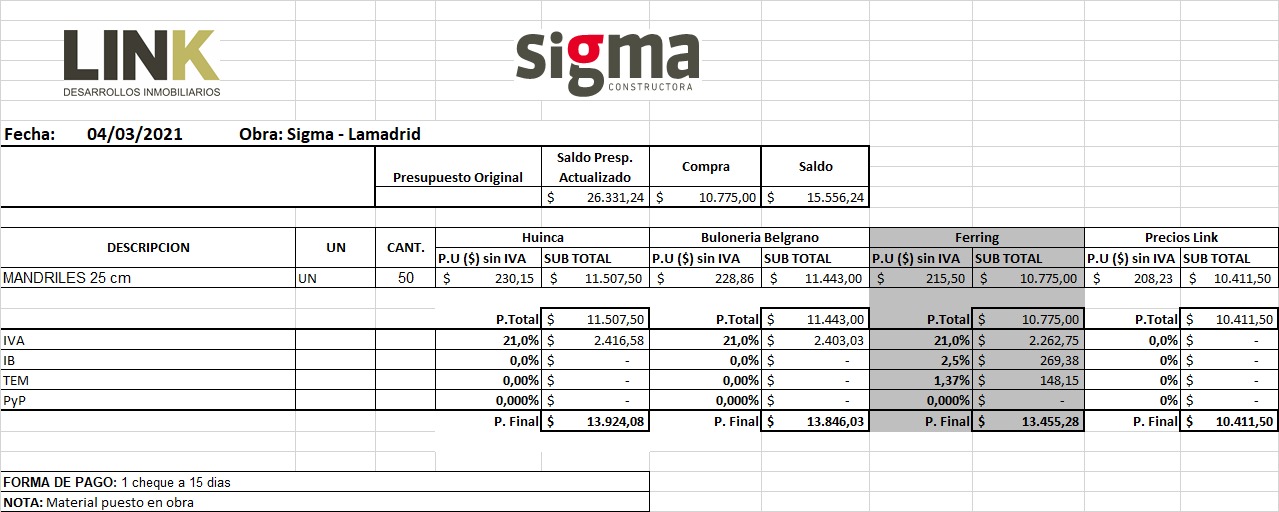 LINK
DESARROLLOS INMOBILIARIOS
sigma
CONSTRUCTORA
Fecha: 04/03/2021 Obra: Sigma - Lamadrid
Presupuesto Original Saldo Presp. Actualizado Compra Saldo
$ 26.331,24 $ 10.775,00 $ 15.556,24
DESCRIPCION UN CANT. Huinca Buloneria Belgrano Ferring Precios Link
P.U ($) sin IVA SUB TOTAL P.U ($) sin IVA SUB TOTAL P.U ($) sin IVA SUB TOTAL P.U ($) sin IVA SUB TOTAL
MANDRILES 25 cm UN 50 $ 230,15 $ 11.507,50 $ 228,86 $ 11.443,00 $ 215,50 $ 10.775,00 $ 208,23 $ 10.411,50
P.Total $ 11.507,50 P.Total $ 11.443,00 P.Total $ 10.775,00 P.Total $ 10.411,50
IVA 21,0% $ 2.416,58 21,0% $ 2.403,03 21,0% $ 2.262,75 0,0% $ -
IB 0,0% $ - 0,0% $ - 2,5% $ 269,38 0% $ -
TEM 0,00% $ - 0,00% $ - 1,37% $ 148,15 0% $ -
PyP 0,000% $ - 0,000% $ - 0,000% $ - 0% $ -
P. Final $ 13.924,08 P. Final $ 13.846,03 P. Final $ 13.455,28 P. Final $ 10.411,50
FORMA DE PAGO: 1 cheque a 15 dias
NOTA: Material puesto en obra